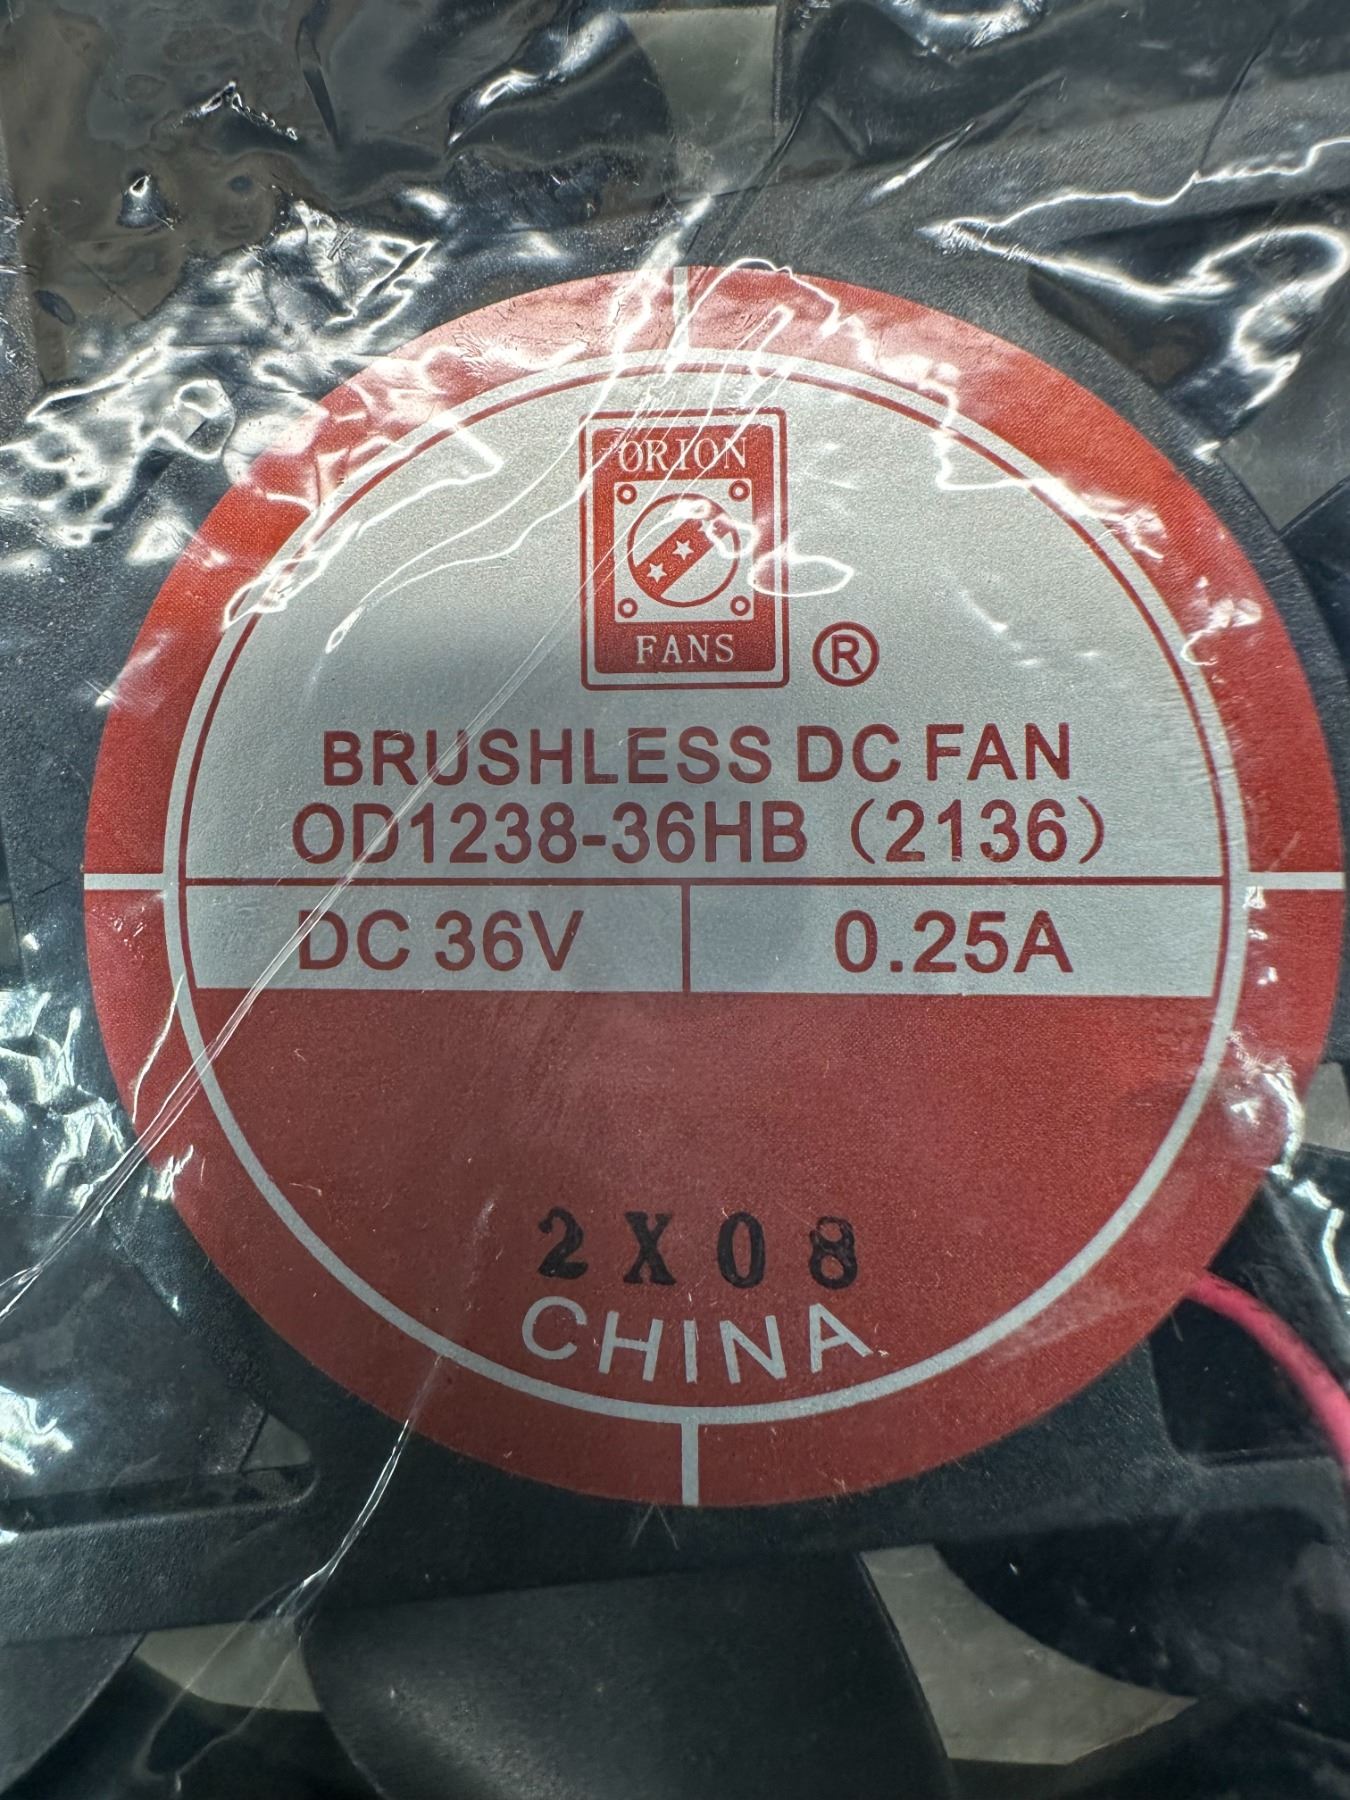 ORION
FANS
®
BRUSHLESS DC FAN
OD1238-36HB (2136)
DC 36V 0.25A
2X08
CHINA